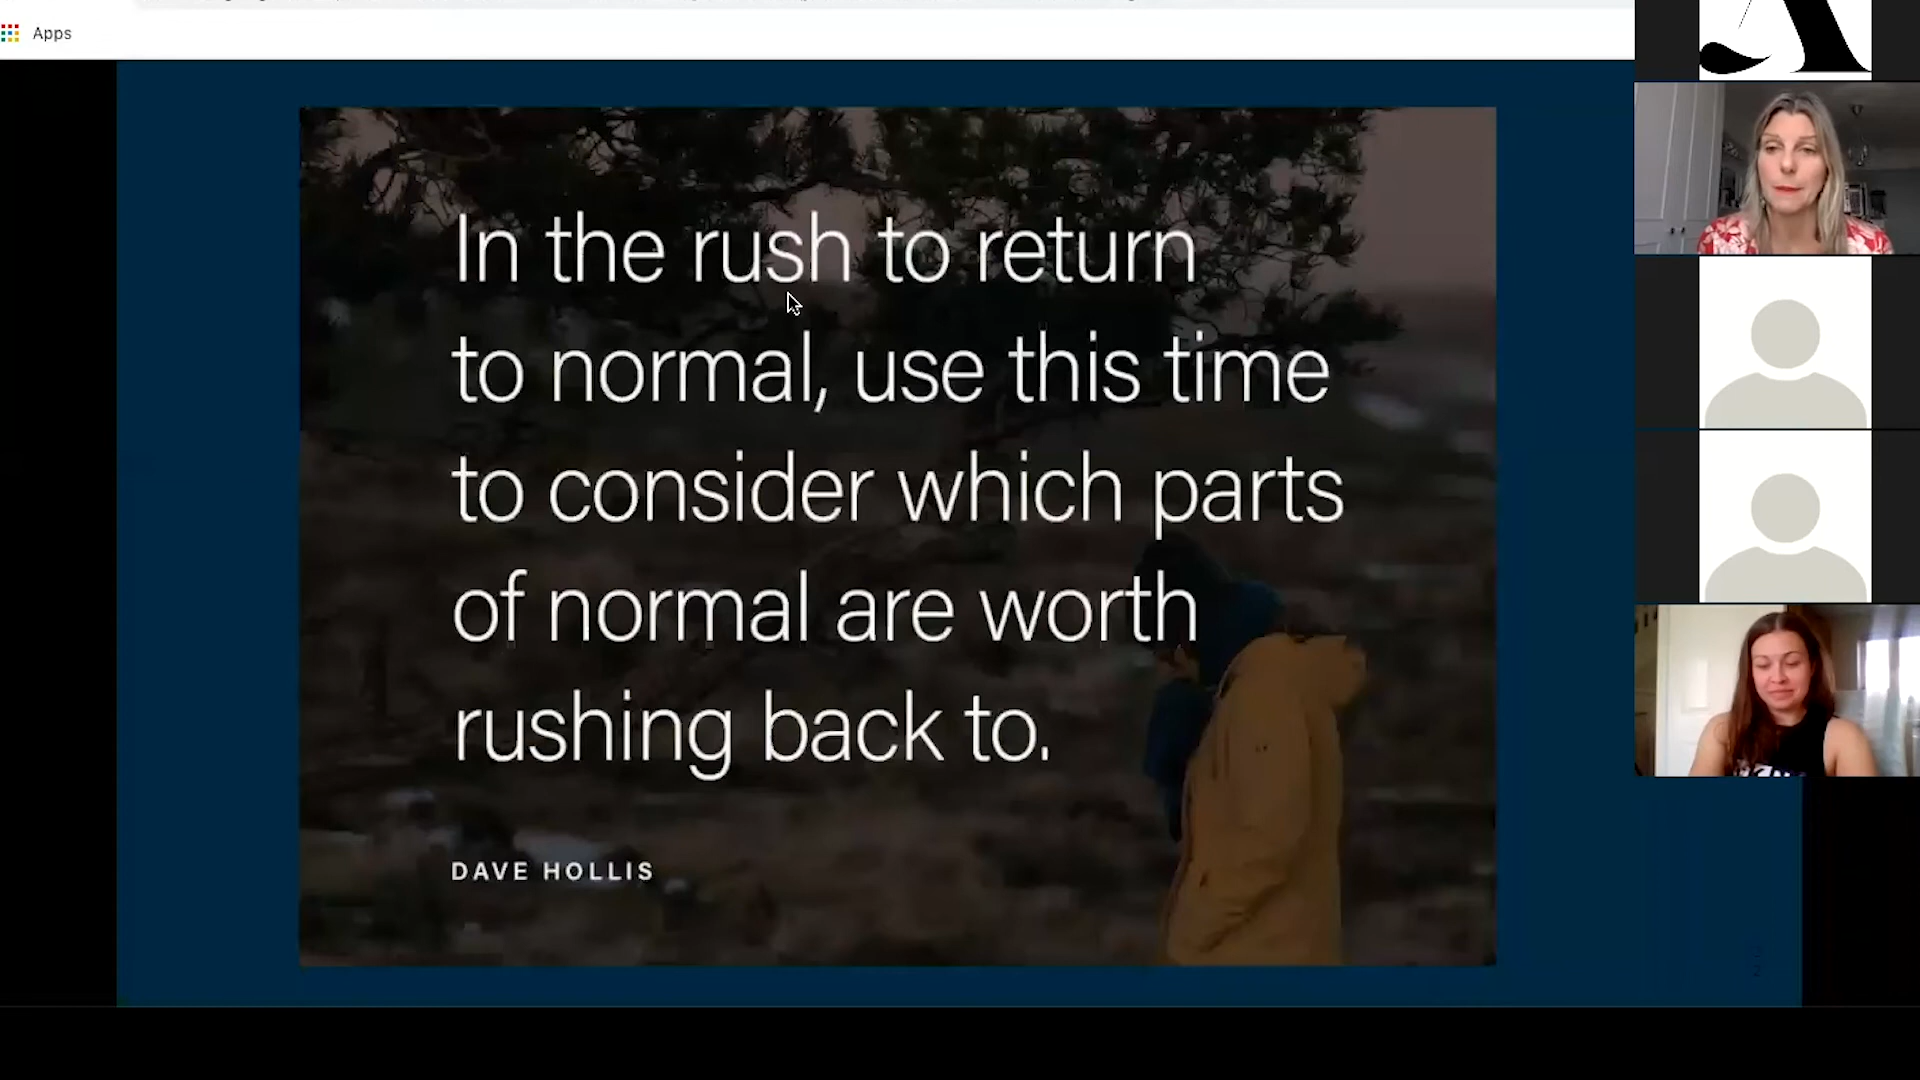 Apps
In the rush to return
to normal, use this time
to consider which parts
of normal are worth
rushing back to.
DAVE HOLLIS